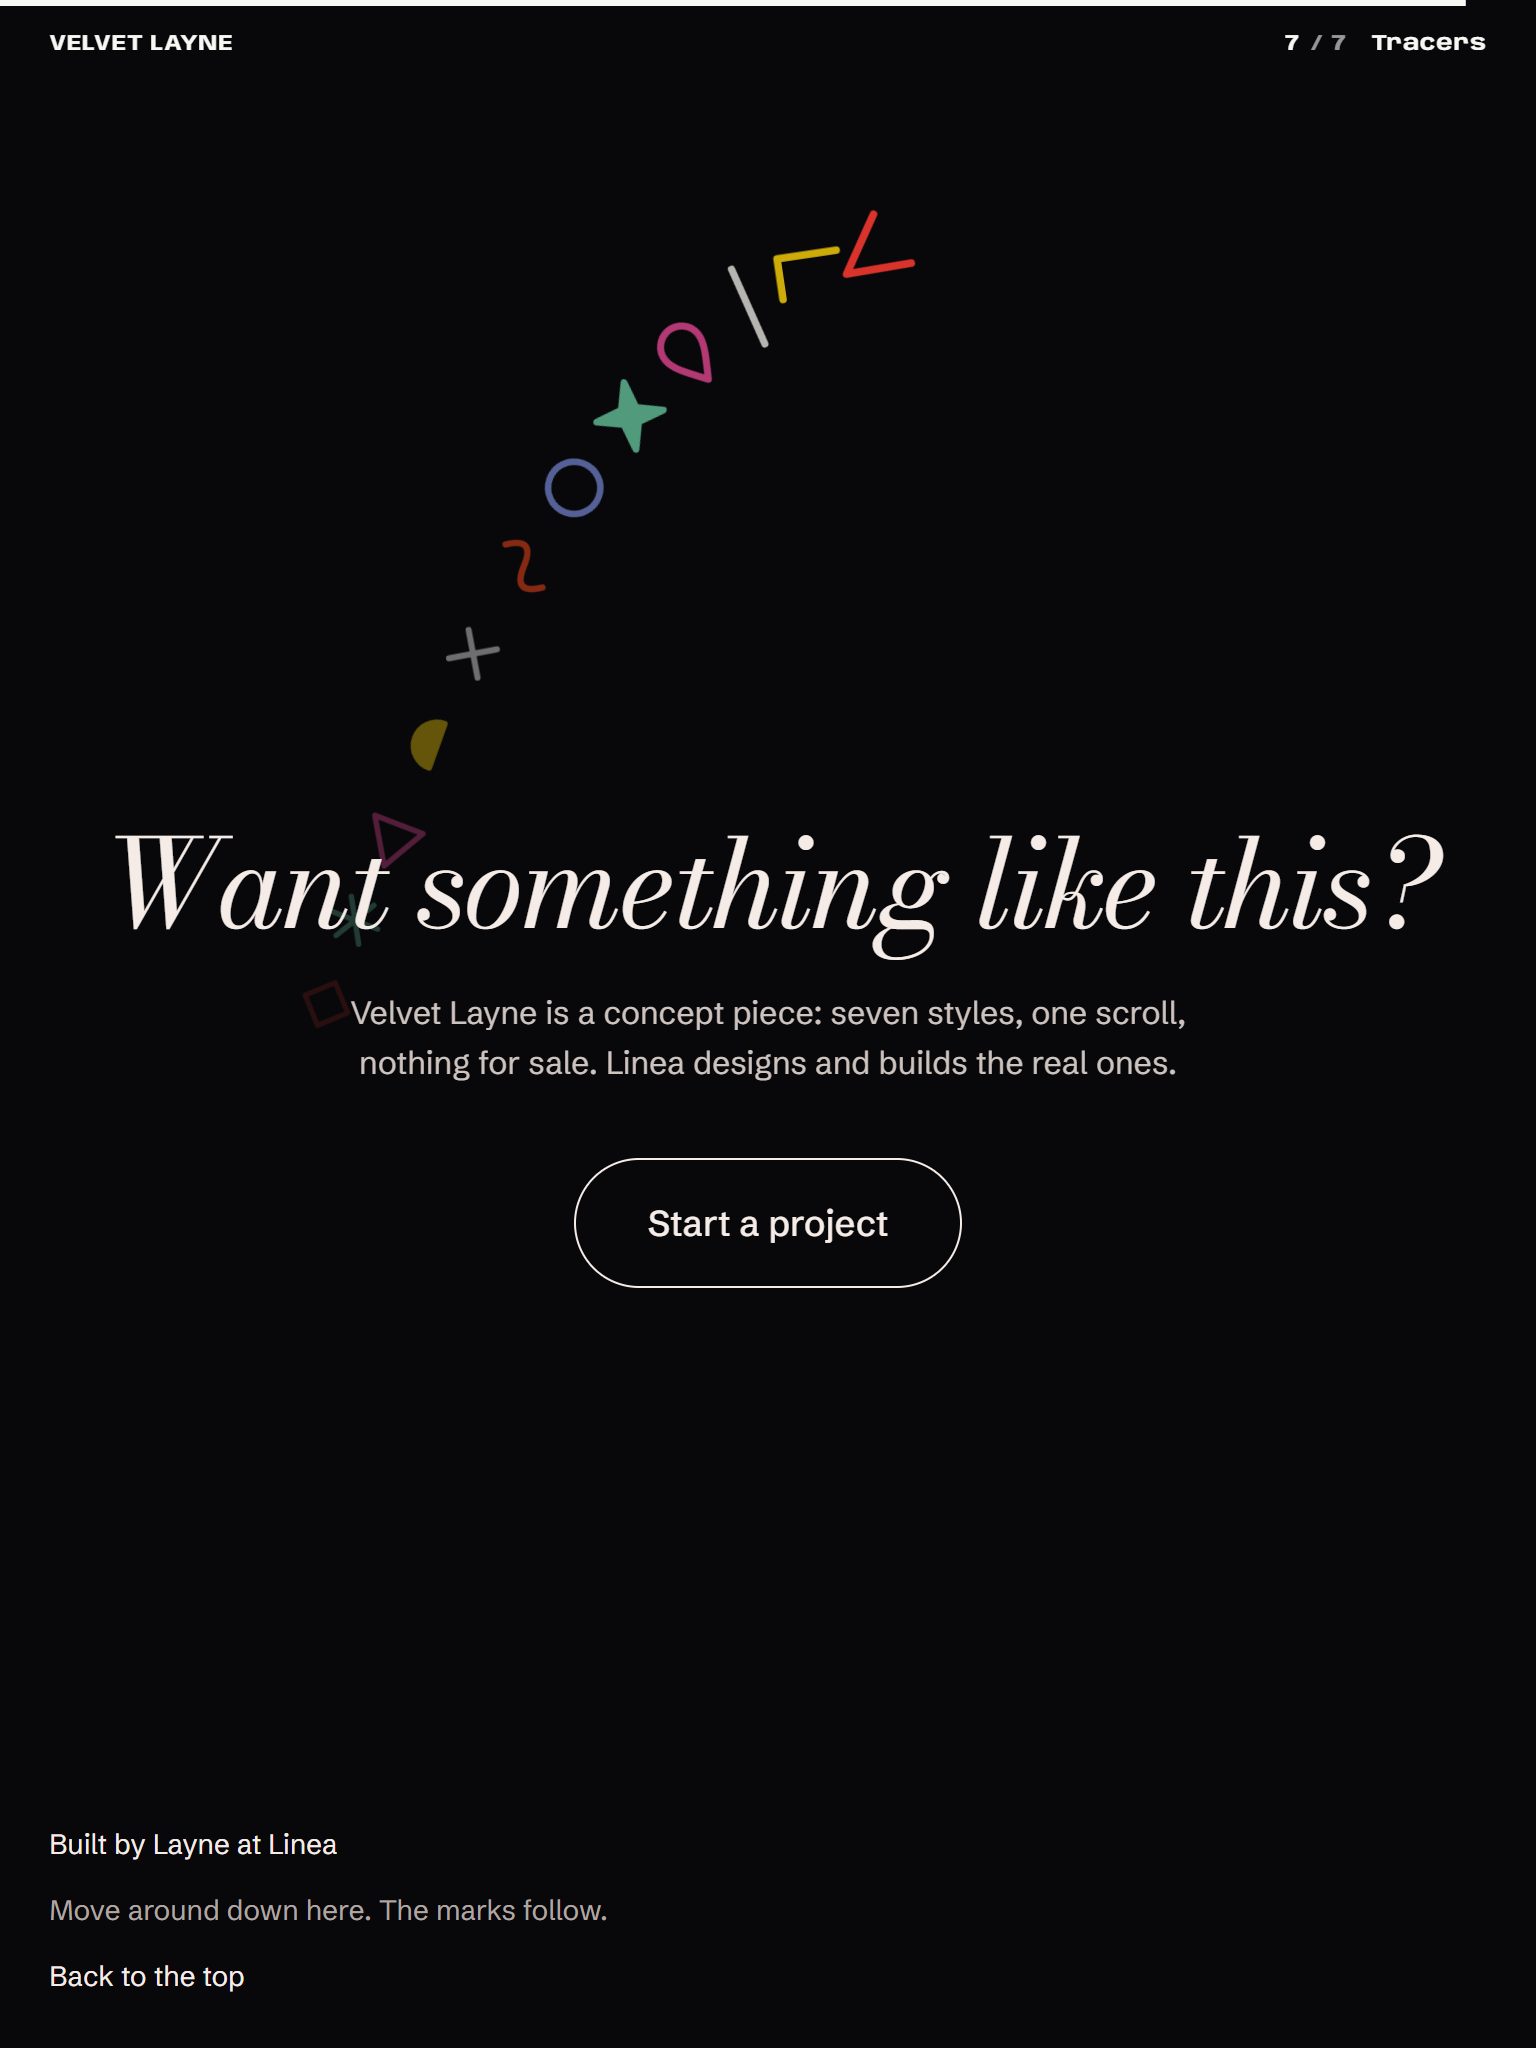 VELVET LAYNE
7 / 7 Tracers
Want something like this?
Velvet Layne is a concept piece: seven styles, one scroll,
nothing for sale. Linea designs and builds the real ones.
Start a project
Built by Layne at Linea
Move around down here. The marks follow.
Back to the top